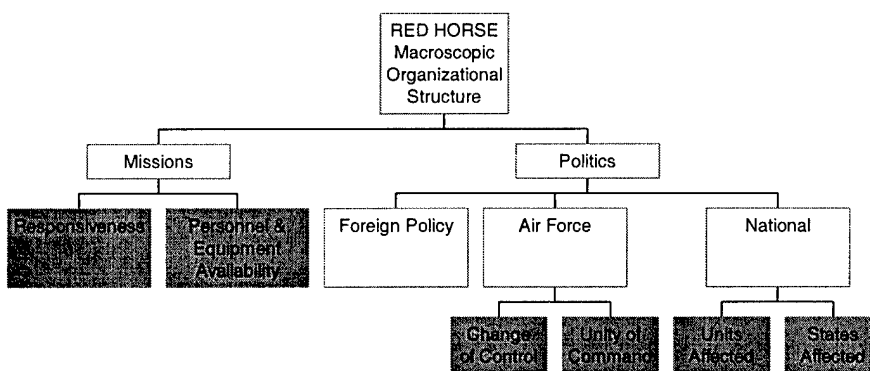 RED HORSE
Macroscopic
Organizational
Structure
Missions
Politics
Responsiveness
Personnel &
Equipment
Availability
Foreign Policy
Air Force
National
Change
of Control
Unity of
Command
Units
Affected
States
Affected